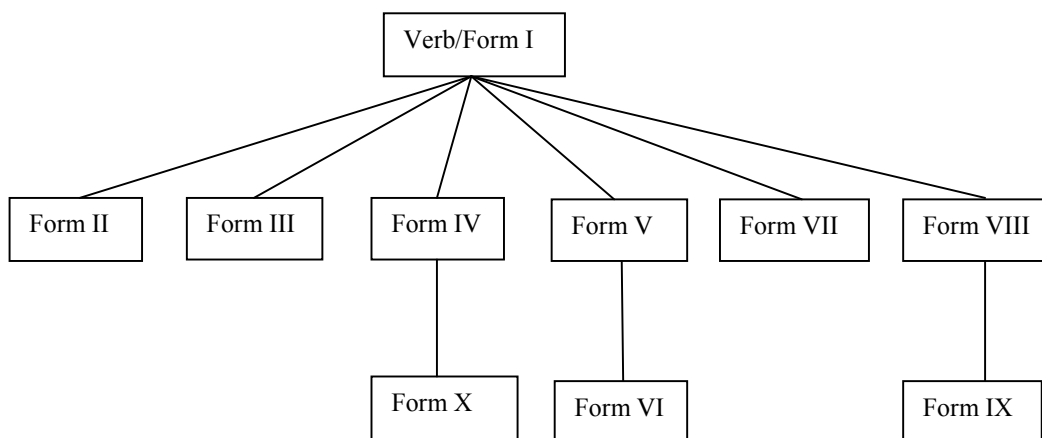 Verb/Form I
Form II
Form III
Form IV
Form V
Form VII
Form VIII
Form X
Form VI
Form IX